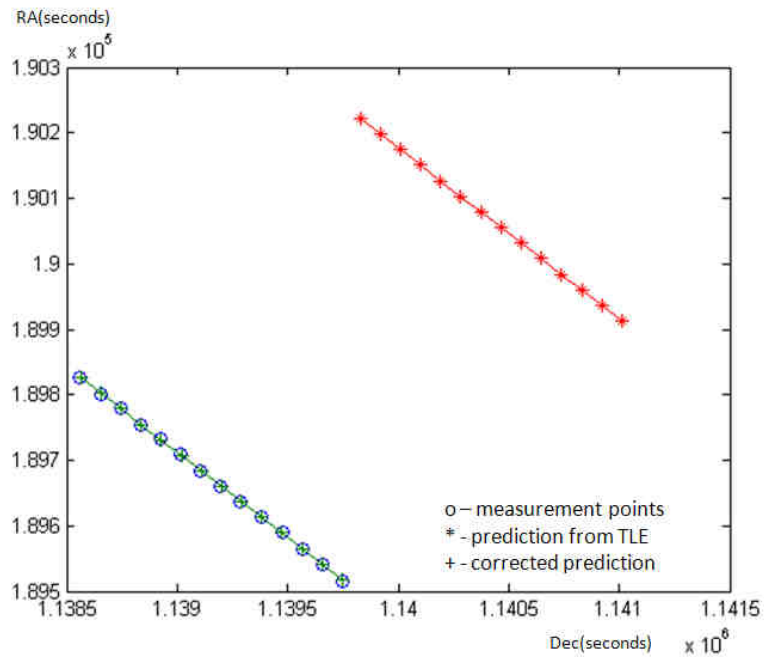 RA(seconds)
x 10^5
1.903
1.902
1.901
1.9
1.899
1.898
1.897
1.896
1.895
o – measurement points
* - prediction from TLE
+ - corrected prediction
1.1385 1.139 1.1395 1.14 1.1405 1.141 1.1415
Dec(seconds) x 10^6